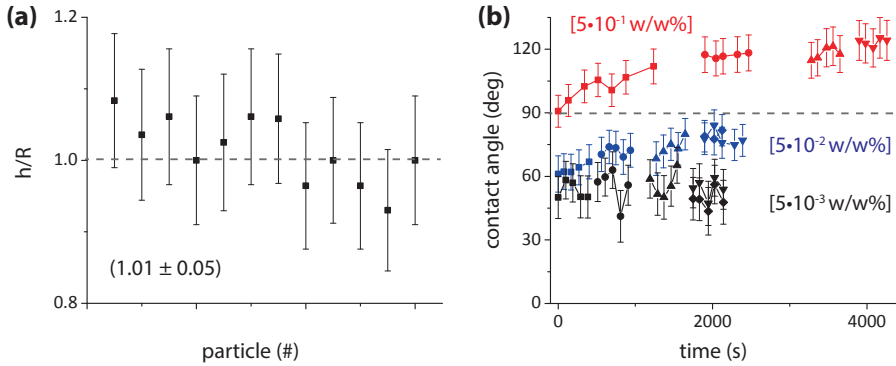 (a)
h/R
1.2
1.0
0.8
(1.01 ± 0.05)
particle (#)
(b)
contact angle (deg)
150
120
90
60
30
0
[5•10-1 w/w%]
[5•10-2 w/w%]
[5•10-3 w/w%]
0
2000
4000
time (s)